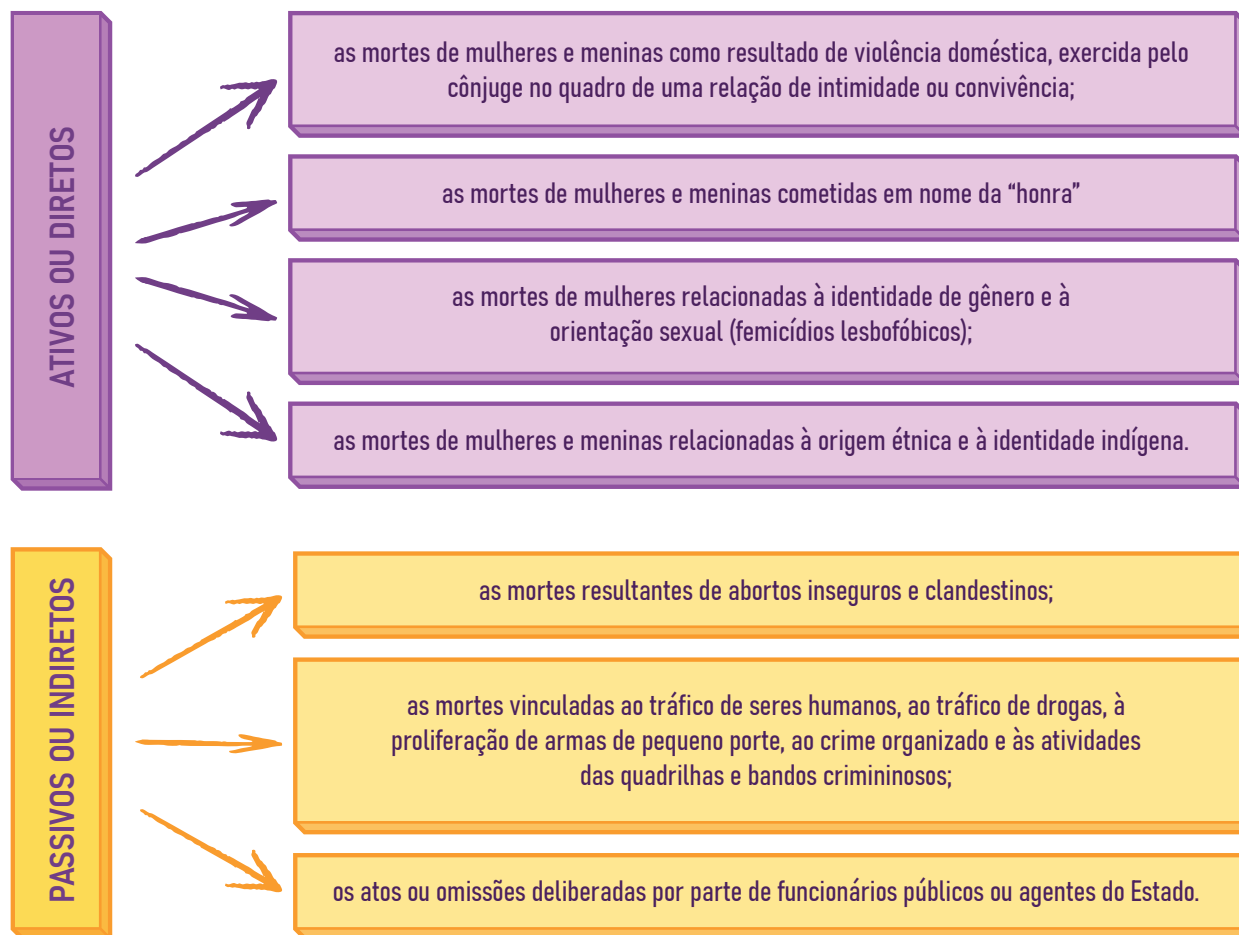 ATIVOS OU DIRETOS
as mortes de mulheres e meninas como resultado de violência doméstica, exercida pelo
cônjuge no quadro de uma relação de intimidade ou convivência;
as mortes de mulheres e meninas cometidas em nome da “honra”
as mortes de mulheres relacionadas à identidade de gênero e à
orientação sexual (femicídios lesbofóbicos);
as mortes de mulheres e meninas relacionadas à origem étnica e à identidade indígena.
PASSIVOS OU INDIRETOS
as mortes resultantes de abortos inseguros e clandestinos;
as mortes vinculadas ao tráfico de seres humanos, ao tráfico de drogas, à
proliferação de armas de pequeno porte, ao crime organizado e às atividades
das quadrilhas e bandos crimininosos;
os atos ou omissões deliberadas por parte de funcionários públicos ou agentes do Estado.